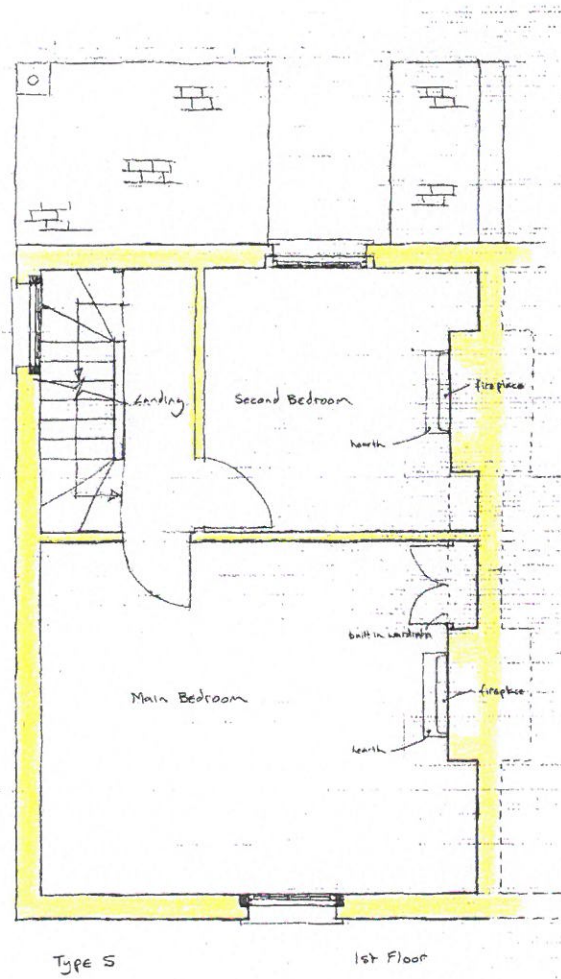 fireplace
Landing
Second Bedroom
hearth
built in wardrobe
Main Bedroom
fireplace
hearth
Type 5
1st Floor